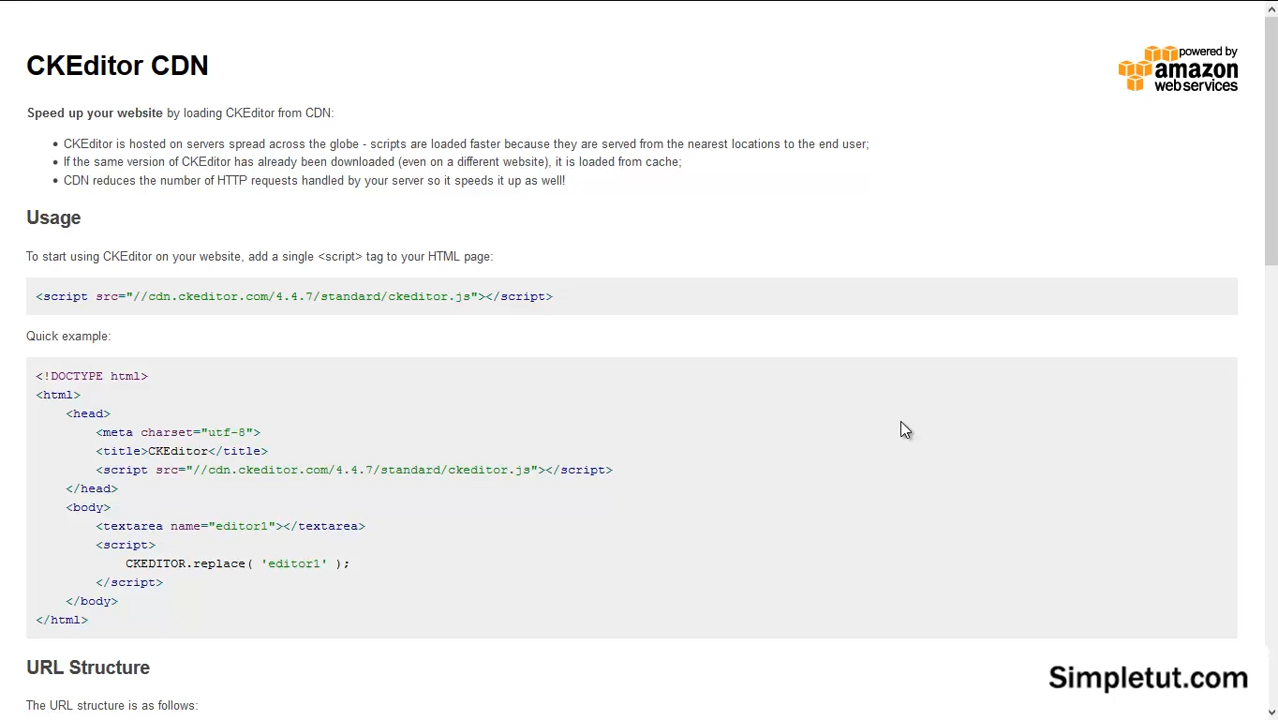 CKEditor CDN
powered by
amazon
web services
Speed up your website by loading CKEditor from CDN:
• CKEditor is hosted on servers spread across the globe - scripts are loaded faster because they are served from the nearest locations to the end user;
• If the same version of CKEditor has already been downloaded (even on a different website), it is loaded from cache;
• CDN reduces the number of HTTP requests handled by your server so it speeds it up as well!
Usage
To start using CKEditor on your website, add a single <script> tag to your HTML page:
<script src="//cdn.ckeditor.com/4.4.7/standard/ckeditor.js"></script>
Quick example:
<!DOCTYPE html>
<html>
<head>
<meta charset="utf-8">
<title>CKEditor</title>
<script src="//cdn.ckeditor.com/4.4.7/standard/ckeditor.js"></script>
</head>
<body>
<textarea name="editor1"></textarea>
<script>
CKEDITOR.replace( 'editor1' );
</script>
</body>
</html>
URL Structure
The URL structure is as follows:
Simpletut.com